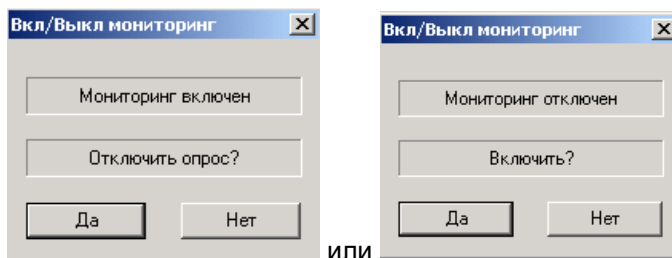 Вкл/Выкл мониторинг
Мониторинг включен
Отключить опрос?
Да Нет
или
Вкл/Выкл мониторинг
Мониторинг отключен
Включить?
Да Нет